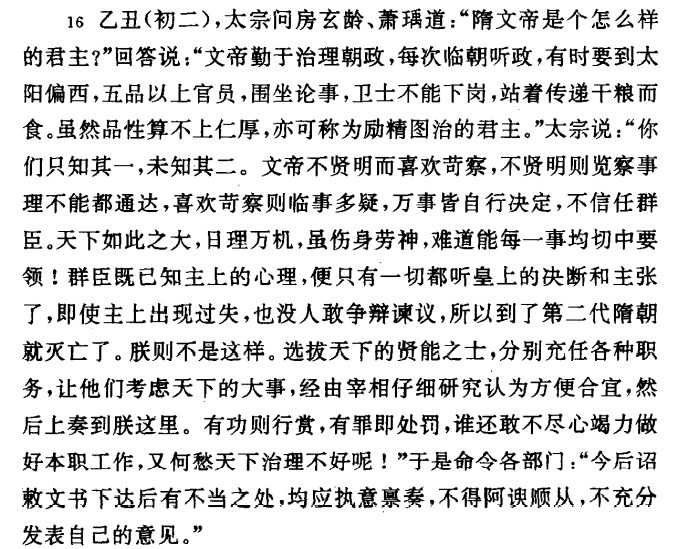 16 乙丑(初二),太宗问房玄龄、萧瑀道:“隋文帝是个怎么样
的君主?”回答说:“文帝勤于治理朝政,每次临朝听政,有时要到太
阳偏西,五品以上官员,围坐论事,卫士不能下岗,站着传递干粮而
食。虽然品性算不上仁厚,亦可称为励精图治的君主。”太宗说:“你
们只知其一,未知其二。文帝不贤明而喜欢苛察,不贤明则览察事
理不能都通达,喜欢苛察则临事多疑,万事皆自行决定,不信任群
臣。天下如此之大,日理万机,虽伤身劳神,难道能每一事均切中要
领!群臣既已知主上的心理,便只有一切都听皇上的决断和主张
了,即使主上出现过失,也没人敢争辩谏议,所以到了第二代隋朝
就灭亡了。朕则不是这样。选拔天下的贤能之士,分别充任各种职
务,让他们考虑天下的大事,经由宰相仔细研究认为方便合宜,然
后上奏到朕这里。有功则行赏,有罪即处罚,谁还敢不尽心竭力做
好本职工作,又何愁天下治理不好呢!”于是命令各部门:“今后诏
敕文书下达后有不当之处,均应执意禀奏,不得阿谀顺从,不充分
发表自己的意见。”